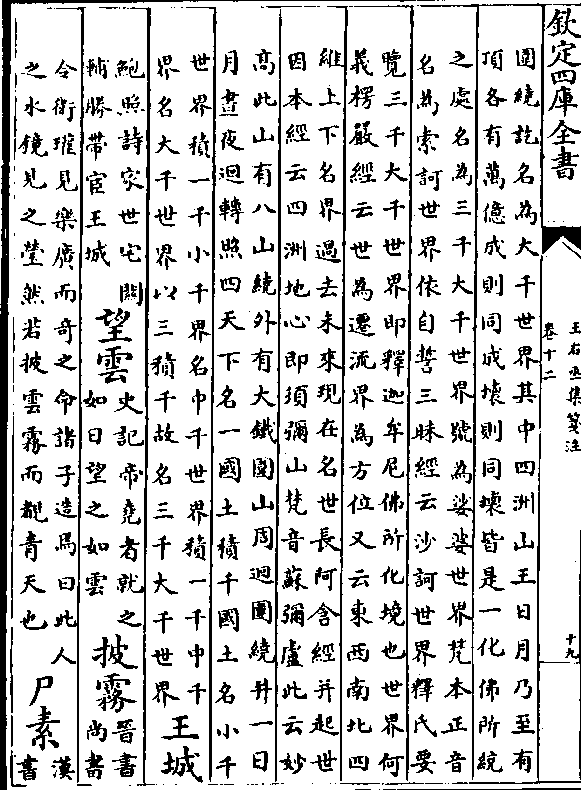 欽定四庫全書
王右丞集箋注
卷十二
十九
圍繞訖名為大千世界其中四洲山王日月乃至有
頂各有萬億成則同成壞則同壞皆是一化佛所統
之處名為三千大千世界號為娑婆世界梵本正音
名為索訶世界依自誓三昧經云沙訶世界釋氏要
覽三千大千世界即釋迦牟尼佛所化境也世界何
義楞嚴經云世為遷流界為方位又云東西南北四
維上下名界過去未來現在名世長阿含經并起世
因本經云四洲地心即須彌山梵音蘇彌盧此云妙
高此山有八山繞外有大鐵圍山周迴圍繞并一日
月晝夜迴轉照四天下名一國土積千國土名小千
世界積一千小千界名中千世界積一千中千
界名大千世界以三積千故名三千大千世界
王城
鮑照詩家世宅關
輔勝帶宦王城
望雲
史記帝堯者就之
如日望之如雲
披霧
晉書
尚書
令衛瓘見樂廣而奇之命諸子造焉曰此人
之水鏡見之瑩然若披雲霧而覩青天也
尸素
漢
書